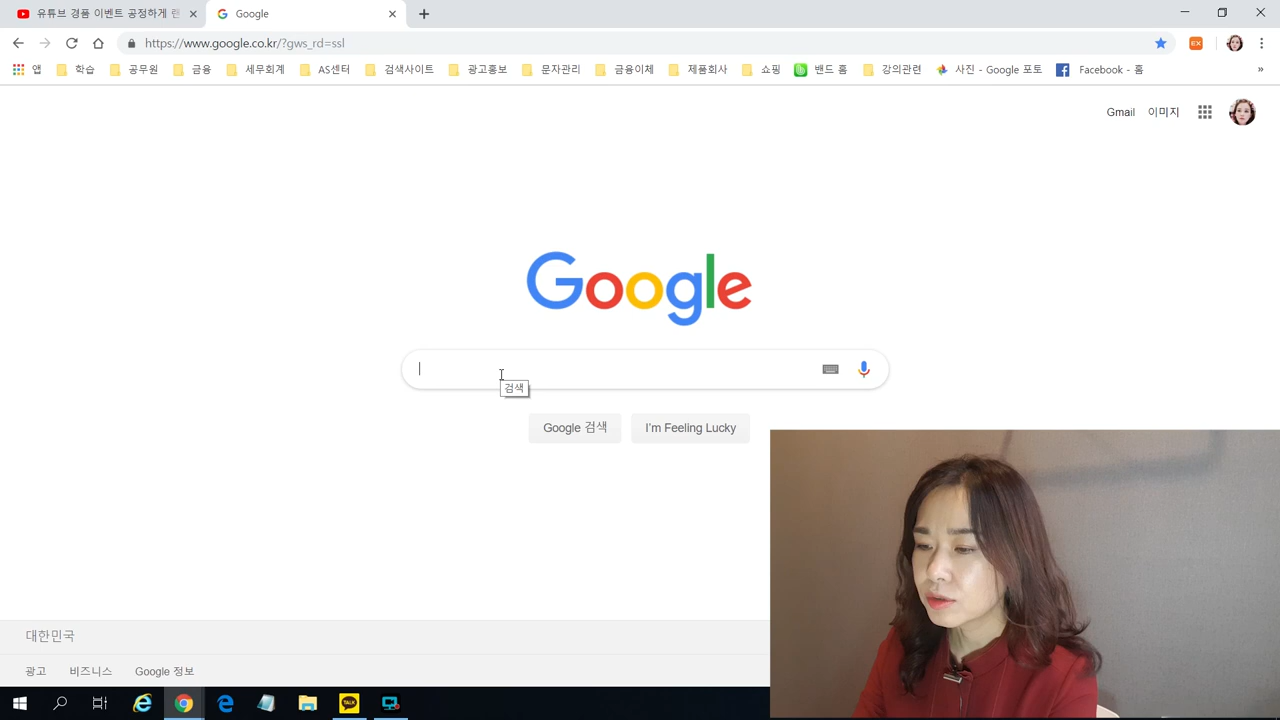 유튜브 경품 이벤트 공정하게 랜
Google
https://www.google.co.kr/?gws_rd=ssl
EX
앱 학습 공무원 금융 세무회계 AS센터 검색사이트 광고홍보 문자관리 금융이체 제품회사 쇼핑 밴드 홈 강의관련 사진 - Google 포토 Facebook - 홈 »
Gmail 이미지
Google
검색
Google 검색 I'm Feeling Lucky
대한민국
광고 비즈니스 Google 정보
TALK